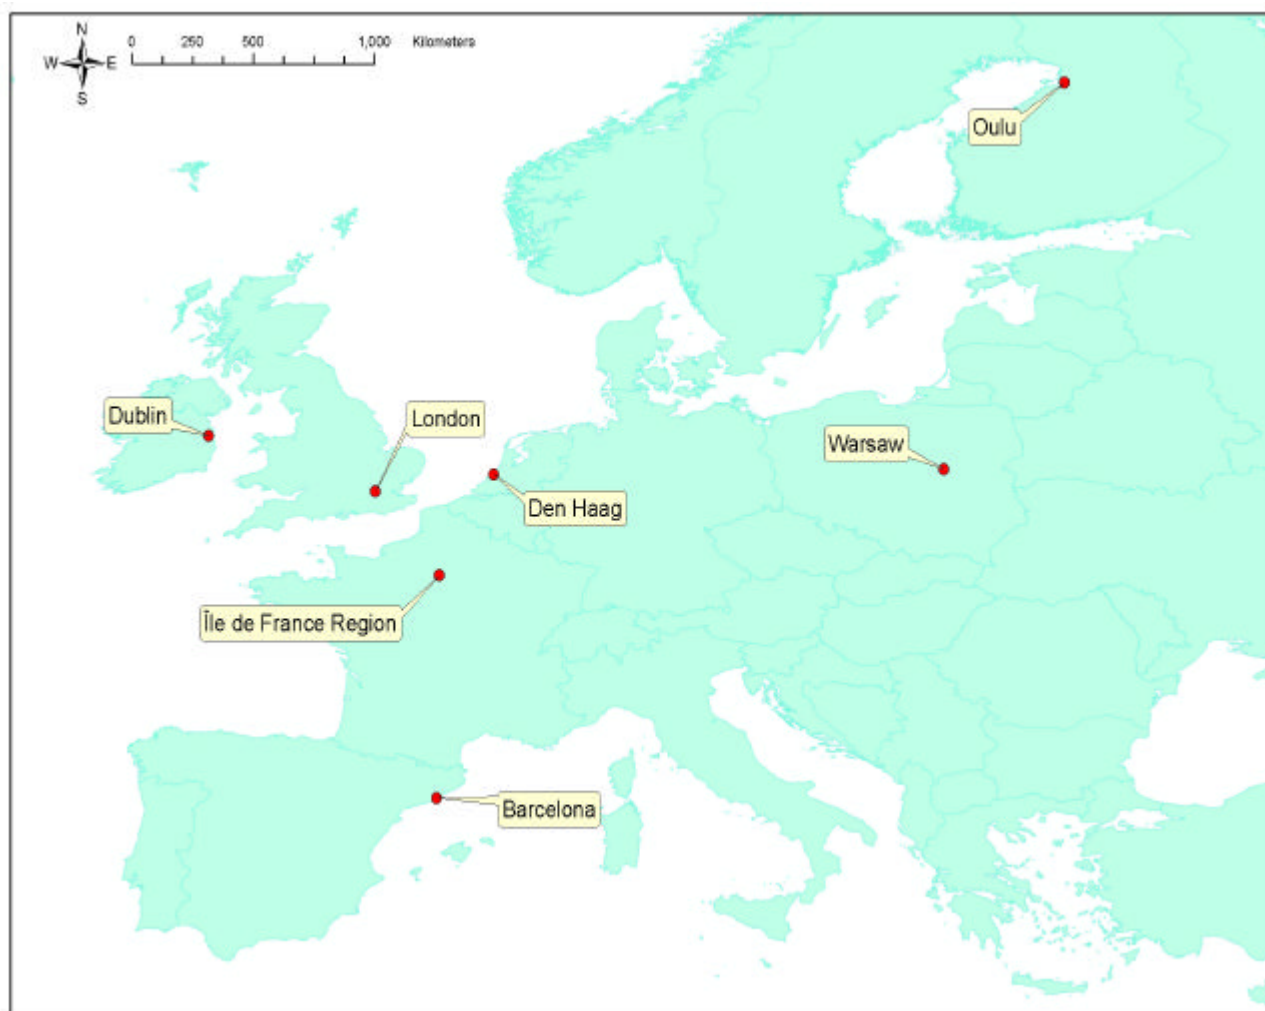 N
W E
S
0 250 500 1,000 Kilometers
Oulu
Dublin
London
Warsaw
Den Haag
Île de France Region
Barcelona